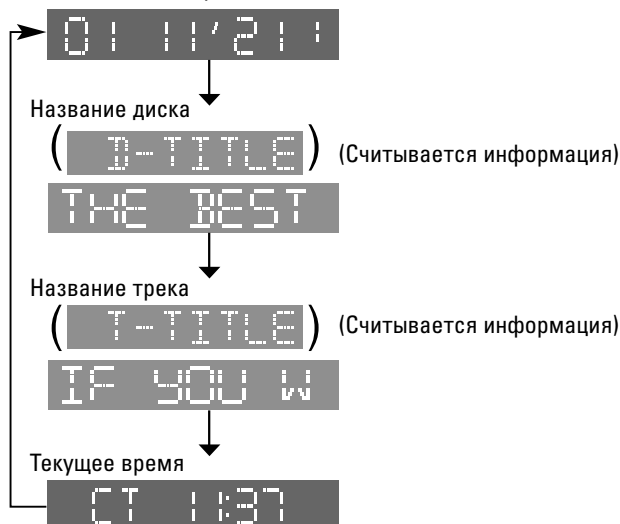 01 11'21"
Название диска
( D-TITLE ) (Считывается информация)
THE BEST
Название трека
( T-TITLE ) (Считывается информация)
IF YOU W
Текущее время
CT 11:37